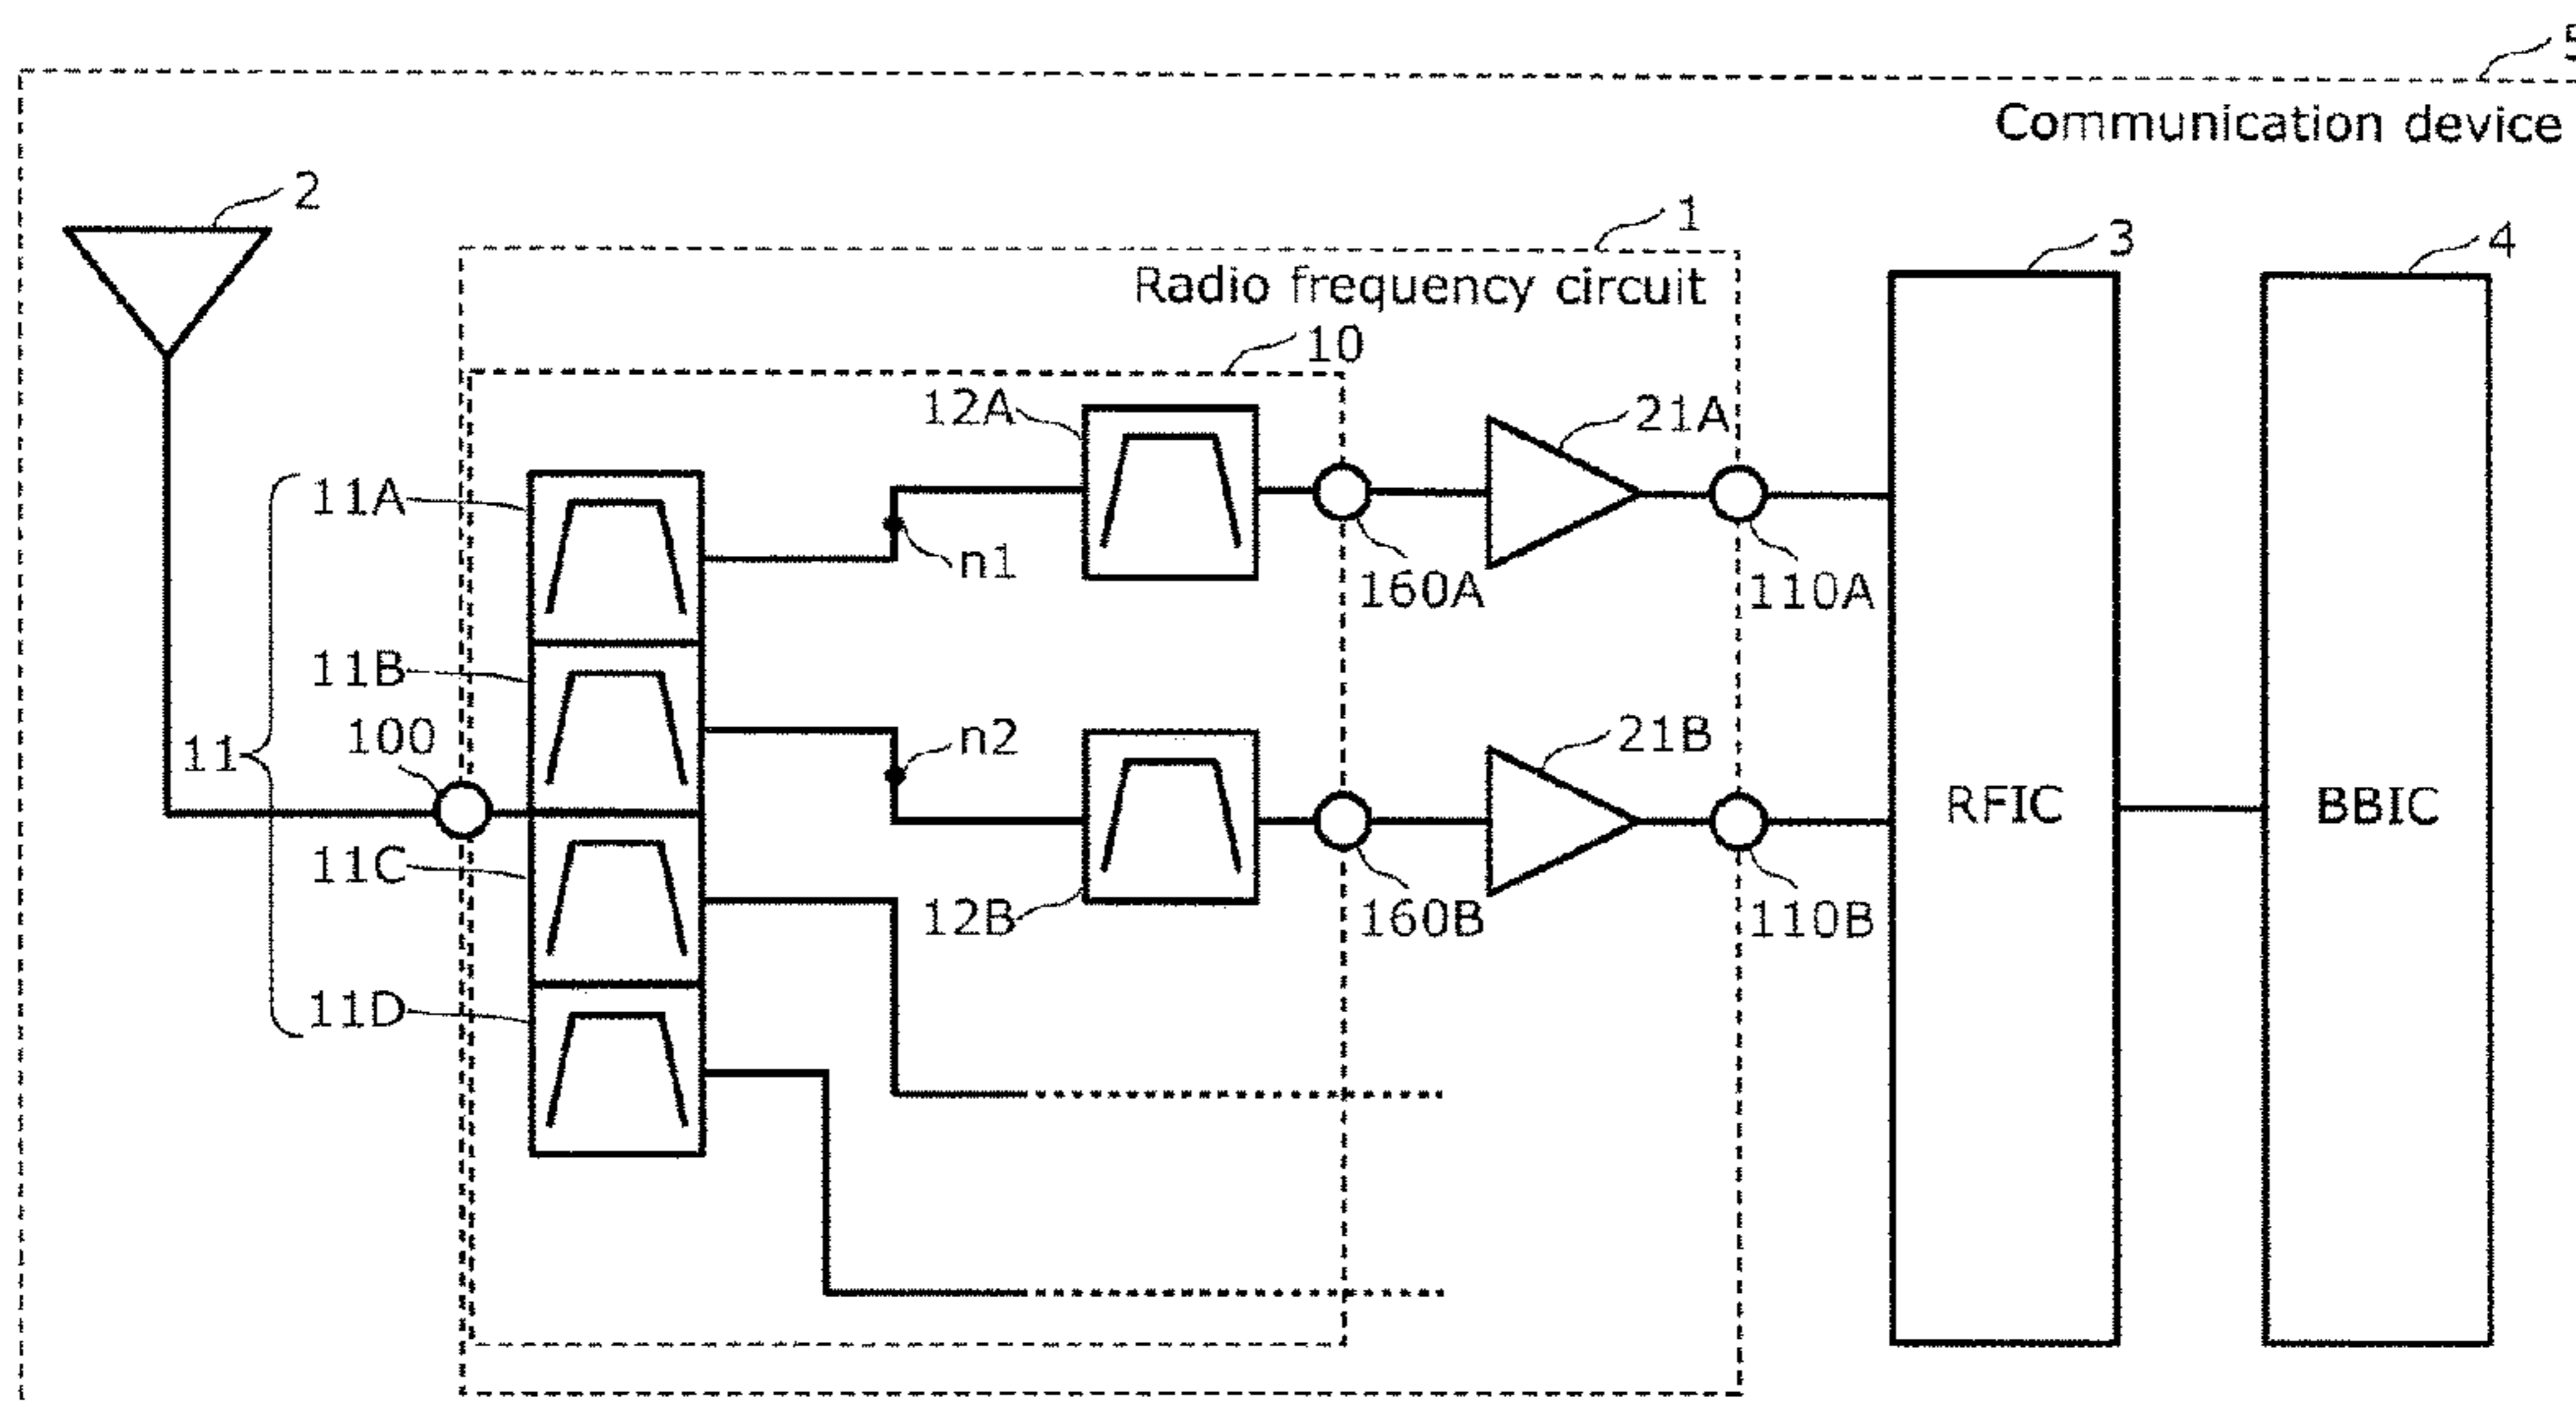 5
Communication device
2
1
3
4
Radio frequency circuit
10
12A
21A
11A
n1
160A
110A
11B
n2
21B
100
11
RFIC
BBIC
11C
12B
160B
110B
11D